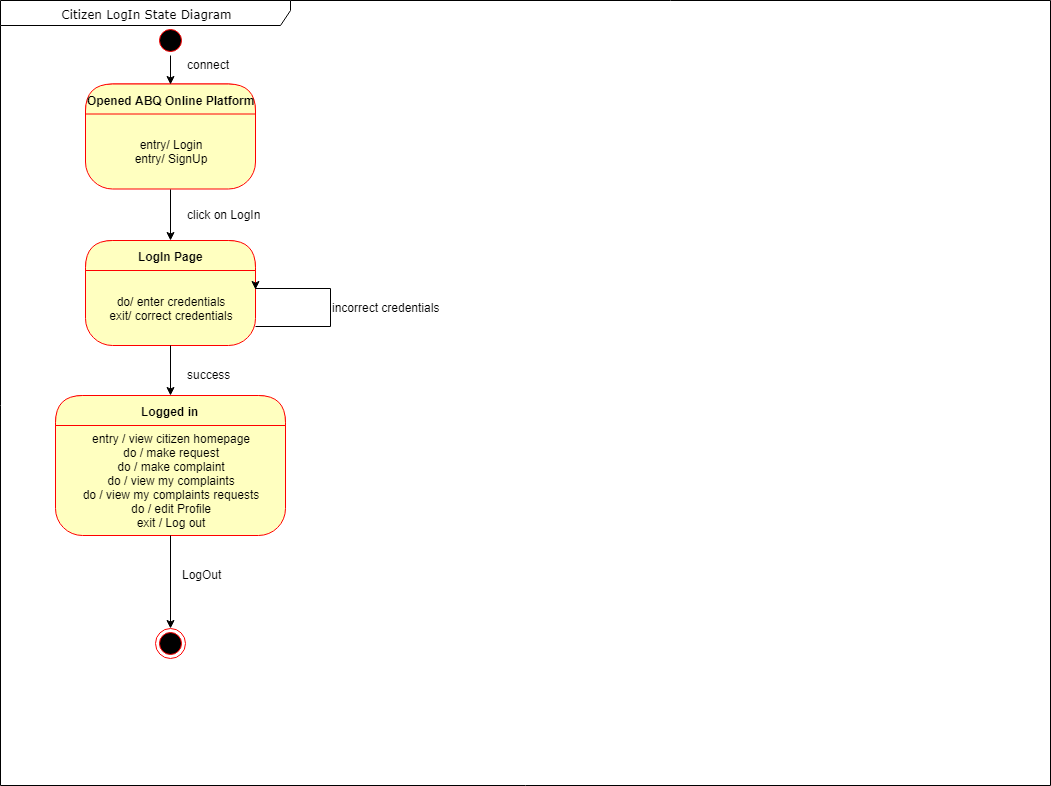 Citizen LogIn State Diagram
connect
Opened ABQ Online Platform
entry/ Login
entry/ SignUp
click on LogIn
LogIn Page
do/ enter credentials
exit/ correct credentials
incorrect credentials
success
Logged in
entry / view citizen homepage
do / make request
do / make complaint
do / view my complaints
do / view my complaints requests
do / edit Profile
exit / Log out
LogOut